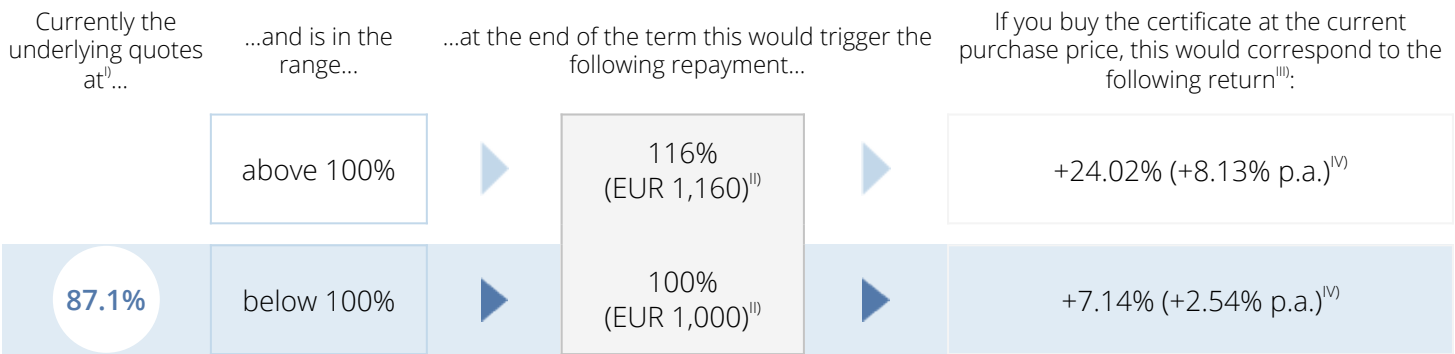 Currently the
underlying quotes
atI)...
...and is in the
range...
...at the end of the term this would trigger the
following repayment...
If you buy the certificate at the current
purchase price, this would correspond to the
following returnIII):
above 100%
116%
(EUR 1,160)II)
+24.02% (+8.13% p.a.)IV)
87.1%
below 100%
100%
(EUR 1,000)II)
+7.14% (+2.54% p.a.)IV)